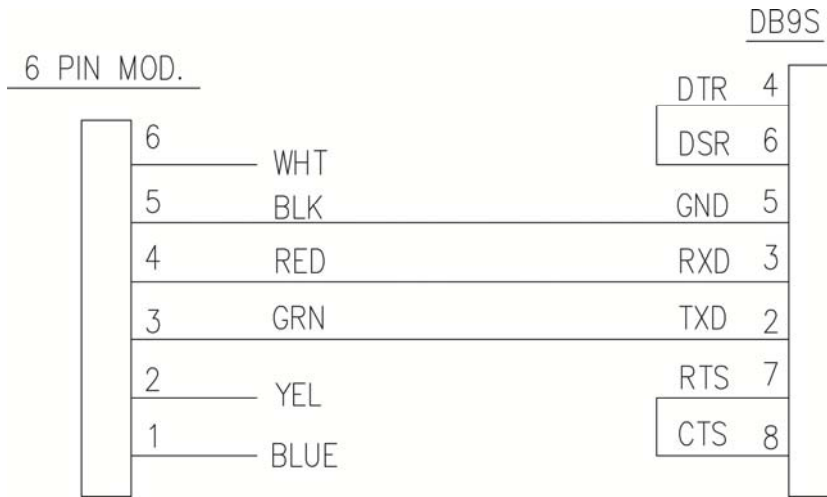 DB9S
6 PIN MOD.
DTR 4
6 DSR 6
WHT
5 BLK GND 5
4 RED RXD 3
3 GRN TXD 2
2 YEL RTS 7
1 BLUE CTS 8